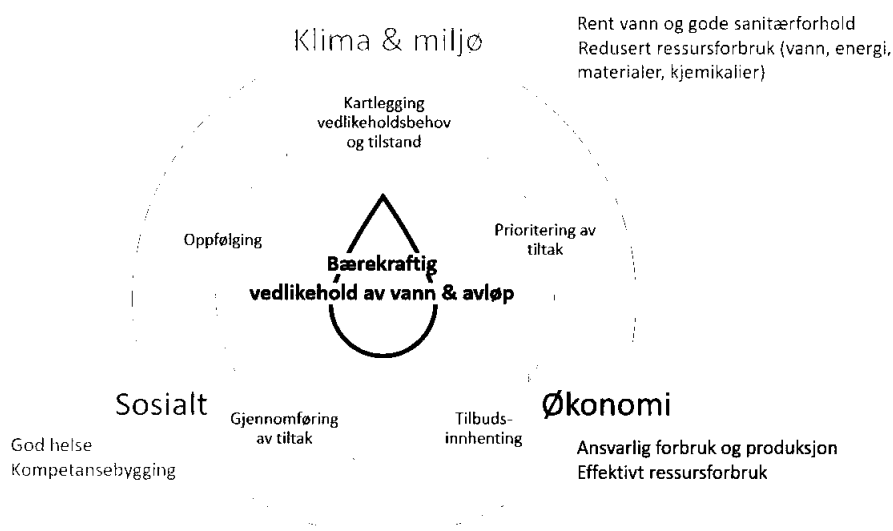 Klima & miljø
Rent vann og gode sanitærforhold
Redusert ressursforbruk (vann, energi,
materialer, kjemikalier)
Kartlegging
vedlikeholdsbehov
og tilstand
Oppfølging
Prioritering av
tiltak
Bærekraftig
vedlikehold av vann & avløp
Sosialt
God helse
Kompetansebygging
Gjennomføring
av tiltak
Tilbuds-
innhenting
Økonomi
Ansvarlig forbruk og produksjon
Effektivt ressursforbruk